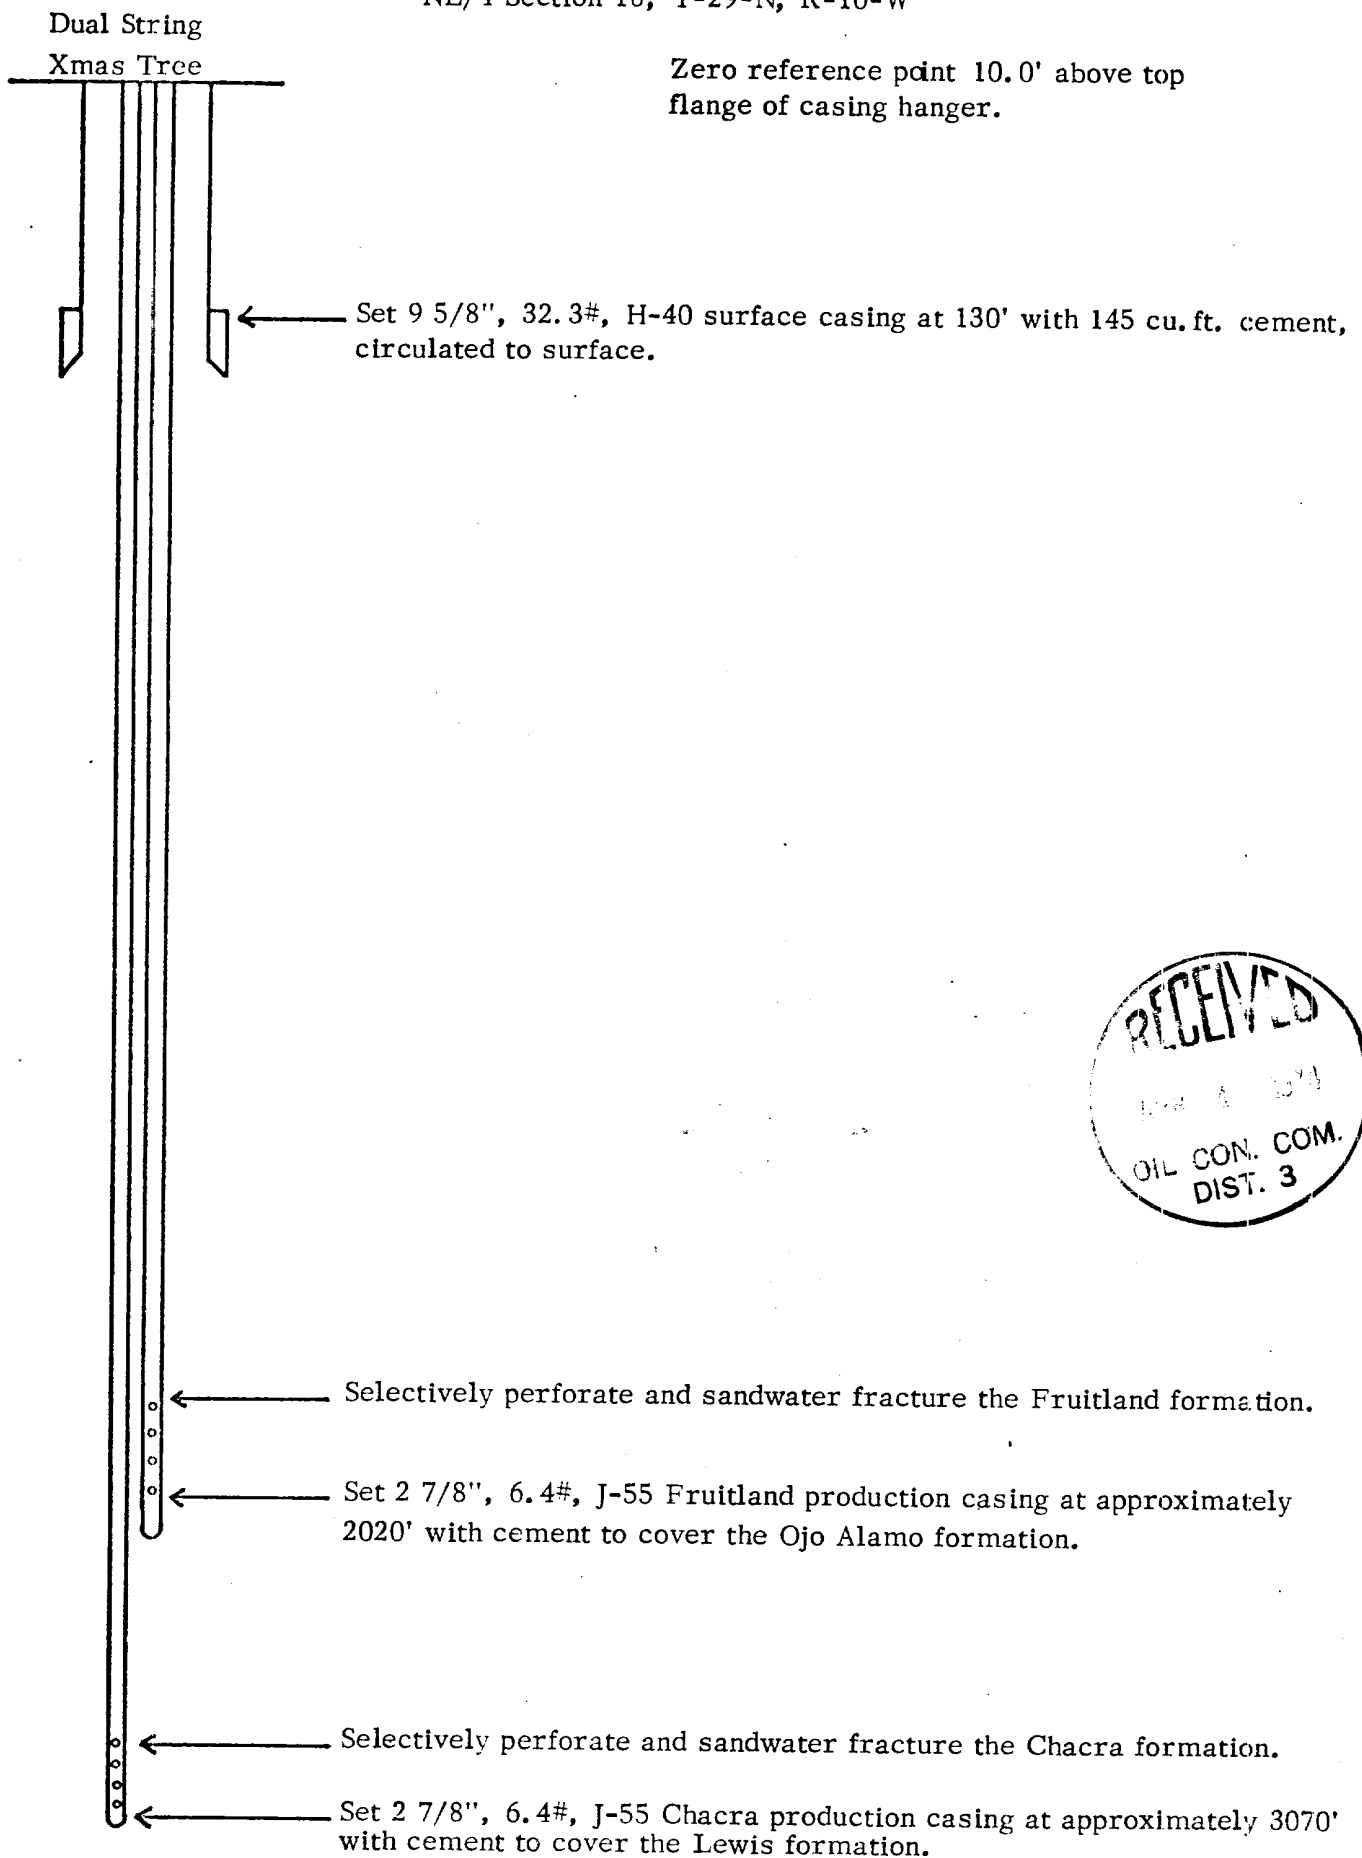 Section T-29-N, R-10-W
Dual String
Xmas Tree
Zero reference point 10.0' above top
flange of casing hanger.
Set 9 5/8", 32.3#, H-40 surface casing at 130' with 145 cu.ft. cement,
circulated to surface.
RECEIVED
OIL CON. COM.
DIST. 3
Selectively perforate and sandwater fracture the Fruitland formation.
Set 2 7/8", 6.4#, J-55 Fruitland production casing at approximately
2020' with cement to cover the Ojo Alamo formation.
Selectively perforate and sandwater fracture the Chacra formation.
Set 2 7/8", 6.4#, J-55 Chacra production casing at approximately 3070'
with cement to cover the Lewis formation.